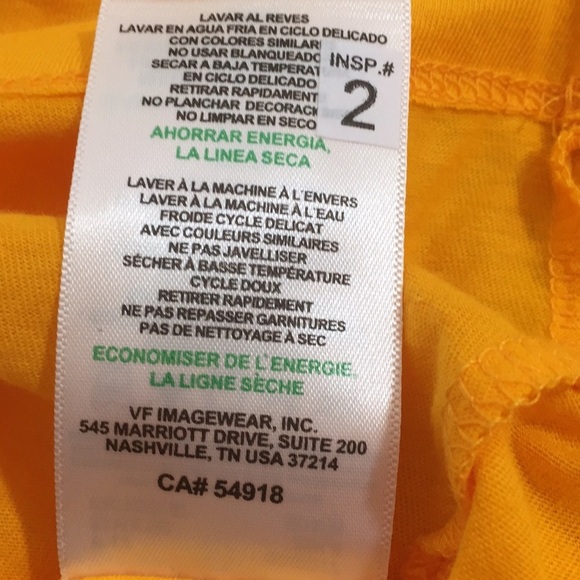 LAVAR AL REVES
LAVAR EN AGUA FRIA EN CICLO DELICADO
CON COLORES SIMILAR
NO USAR BLANQUEADO
SECAR A BAJA TEMPERAT
EN CICLO DELICADO
RETIRAR RAPIDAMENT
NO PLANCHAR DECORACK
NO LIMPIAR EN SECO
AHORRAR ENERGIA,
LA LINEA SECA
INSP.#
2
LAVER À LA MACHINE À L'ENVERS
LAVER À LA MACHINE À L'EAU
FROIDE CYCLE DELICAT
AVEC COULEURS SIMILAIRES
NE PAS JAVELLISER
SÈCHER À BASSE TEMPÉRATURE
CYCLE DOUX
RETIRER RAPIDEMENT
NE PAS REPASSER GARNITURES
PAS DE NETTOYAGE À SEC
ECONOMISER DE L'ENERGIE.
LA LIGNE SÈCHE
VF IMAGEWEAR, INC.
545 MARRIOTT DRIVE, SUITE 200
NASHVILLE, TN USA 37214
CA# 54918